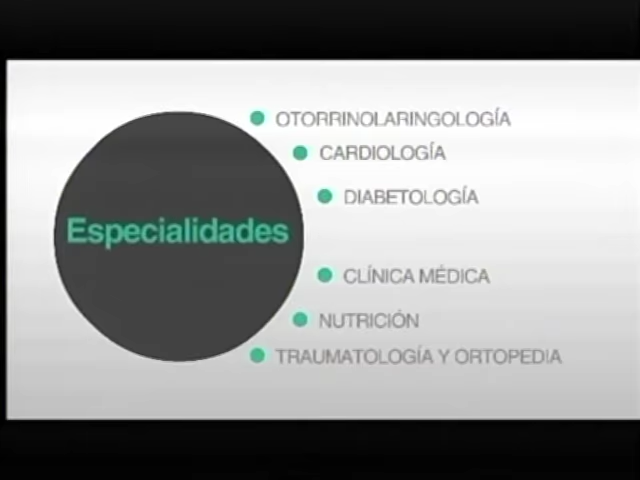 OTORRINOLARINGOLOGÍA
CARDIOLOGÍA
DIABETOLOGÍA
Especialidades
CLÍNICA MÉDICA
NUTRICIÓN
TRAUMATOLOGÍA Y ORTOPEDIA